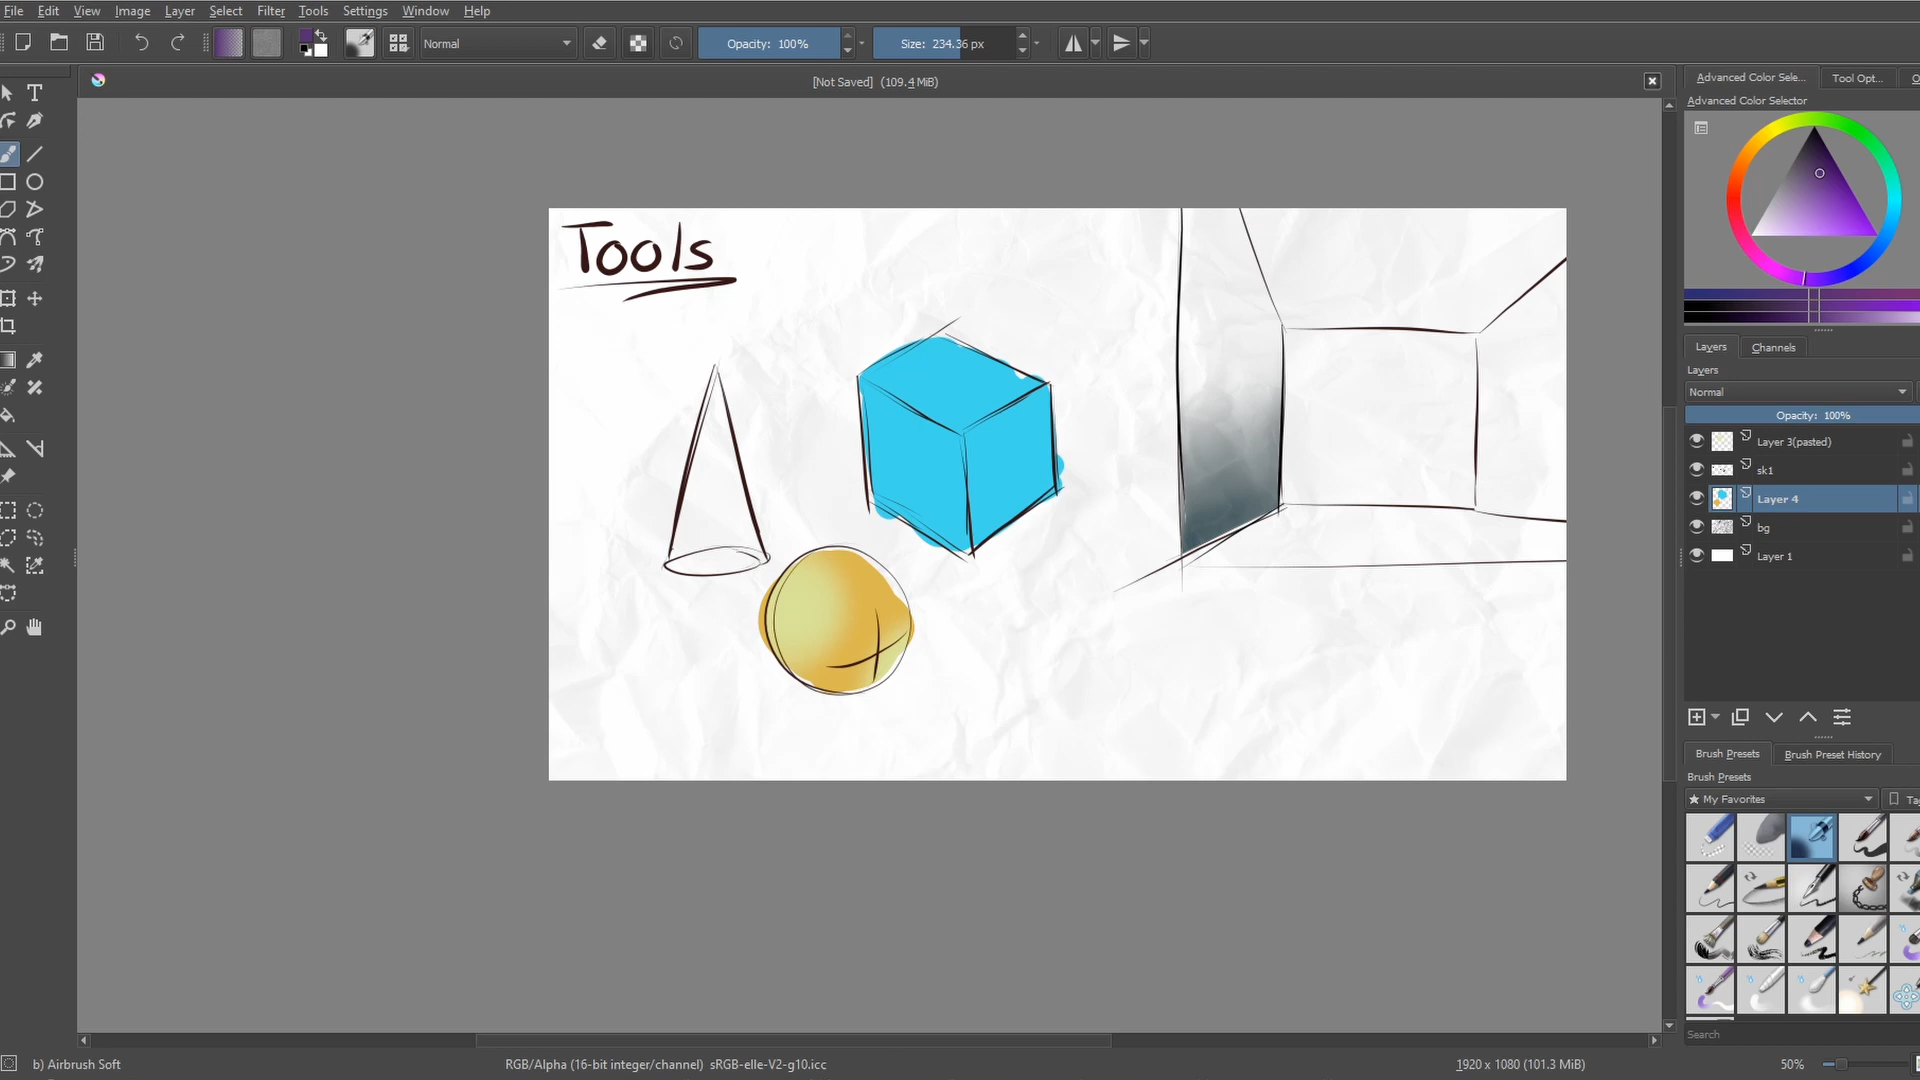 File Edit View Image Layer Select Filter Tools Settings Window Help
Normal Opacity: 100% Size: 234.36 px
[Not Saved] (109.4 MiB)
Advanced Color Sele... Tool Opt...
Advanced Color Selector
Tools
Layers Channels
Layers
Normal
Opacity: 100%
Layer 3(pasted)
sk1
Layer 4
bg
Layer 1
Brush Presets Brush Preset History
Brush Presets
My Favorites Ta
Search
b) Airbrush Soft RGB/Alpha (16-bit integer/channel) sRGB-elle-V2-g10.icc 1920 x 1080 (101.3 MiB) 50%